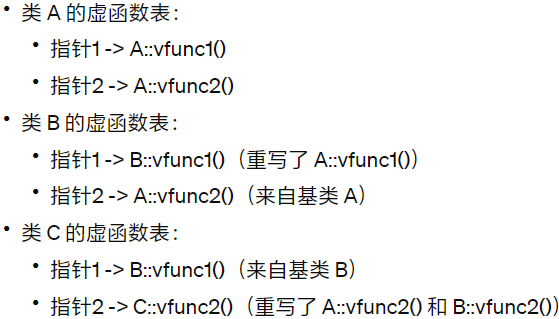 • 类 A 的虚函数表：
• 指针1 -> A::vfunc1()
• 指针2 -> A::vfunc2()
• 类 B 的虚函数表：
• 指针1 -> B::vfunc1()（重写了 A::vfunc1()）
• 指针2 -> A::vfunc2()（来自基类 A）
• 类 C 的虚函数表：
• 指针1 -> B::vfunc1()（来自基类 B）
• 指针2 -> C::vfunc2()（重写了 A::vfunc2() 和 B::vfunc2()）